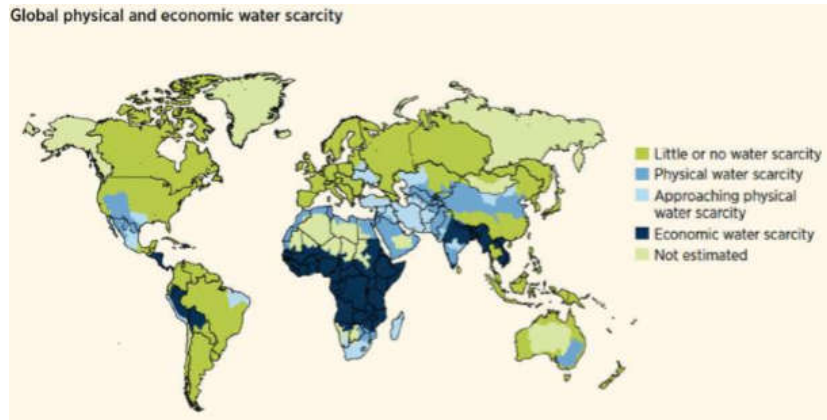 Global physical and economic water scarcity
Little or no water scarcity
Physical water scarcity
Approaching physical
water scarcity
Economic water scarcity
Not estimated